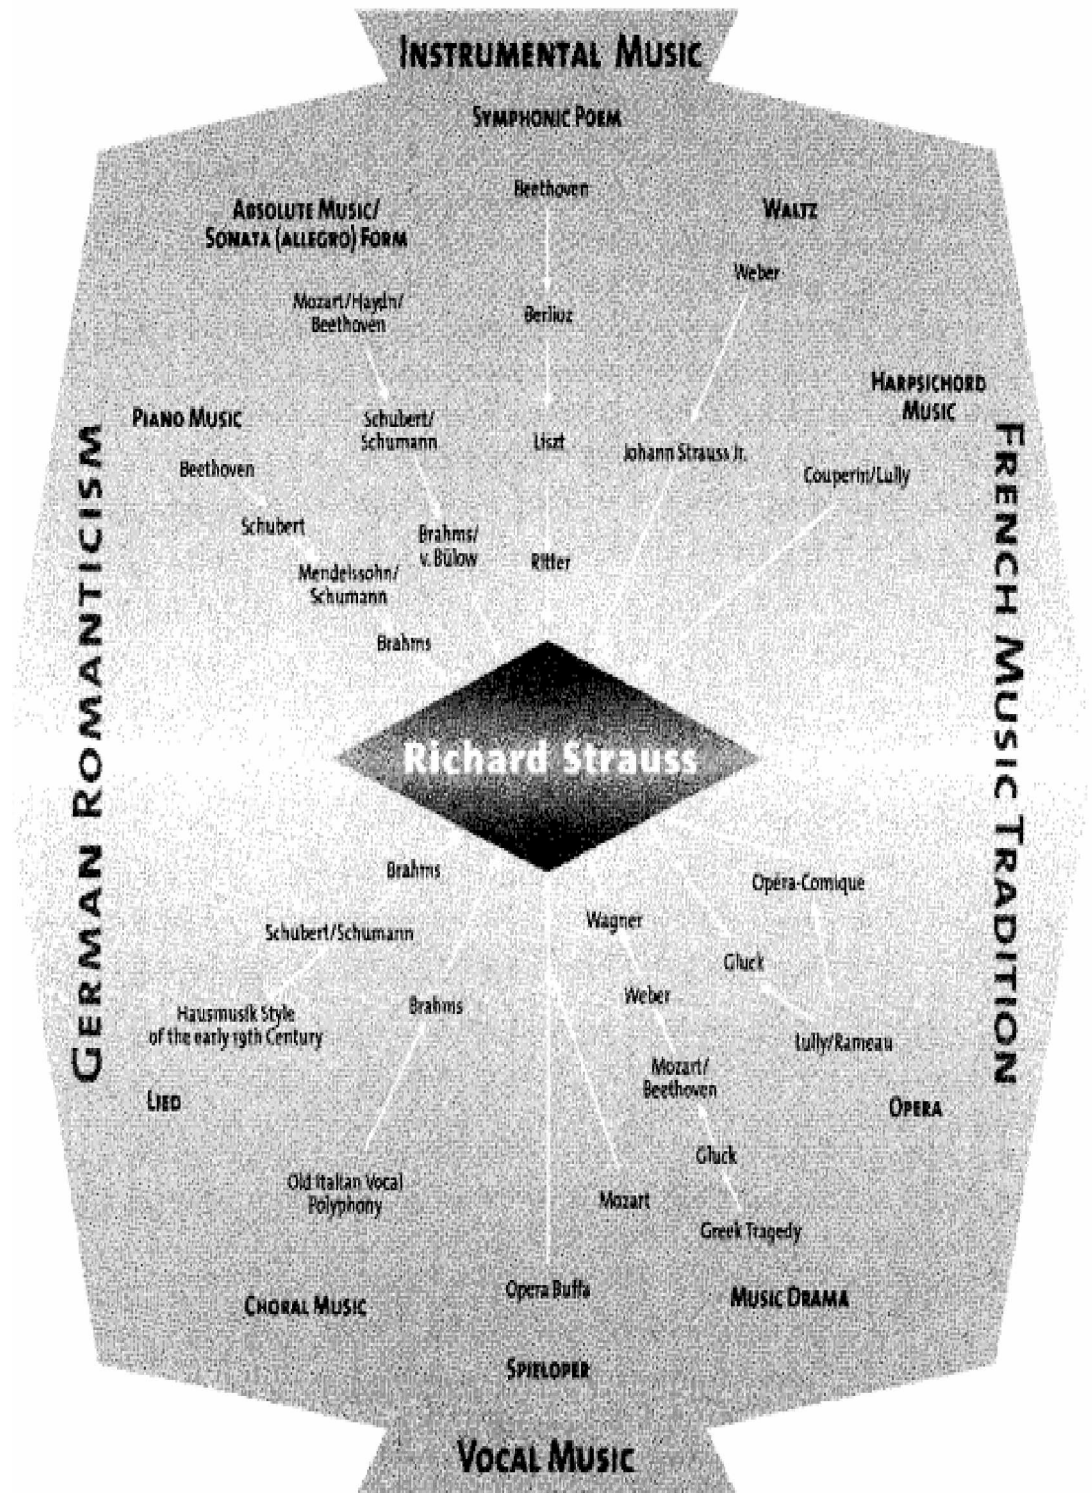 INSTRUMENTAL MUSIC
SYMPHONIC POEM
Beethoven
Berlioz
Liszt
Ritter
ABSOLUTE MUSIC/
SONATA (ALLEGRO) FORM
Mozart/Haydn/
Beethoven
Schubert/
Schumann
Brahms/
v. Bülow
WALTZ
Weber
Johann Strauss Jr.
HARPSICHORD
MUSIC
Couperin/Lully
PIANO MUSIC
Beethoven
Schubert
Mendelssohn/
Schumann
Brahms
GERMAN ROMANTICISM
FRENCH MUSIC TRADITION
Richard Strauss
Brahms
Schubert/Schumann
Hausmusik Style
of the early 19th Century
LIED
Brahms
Old Italian Vocal
Polyphony
CHORAL MUSIC
Opera Buffa
Mozart
SPIELOPER
Wagner
Weber
Mozart/
Beethoven
Gluck
Greek Tragedy
MUSIC DRAMA
Opéra-Comique
Gluck
Lully/Rameau
OPERA
VOCAL MUSIC